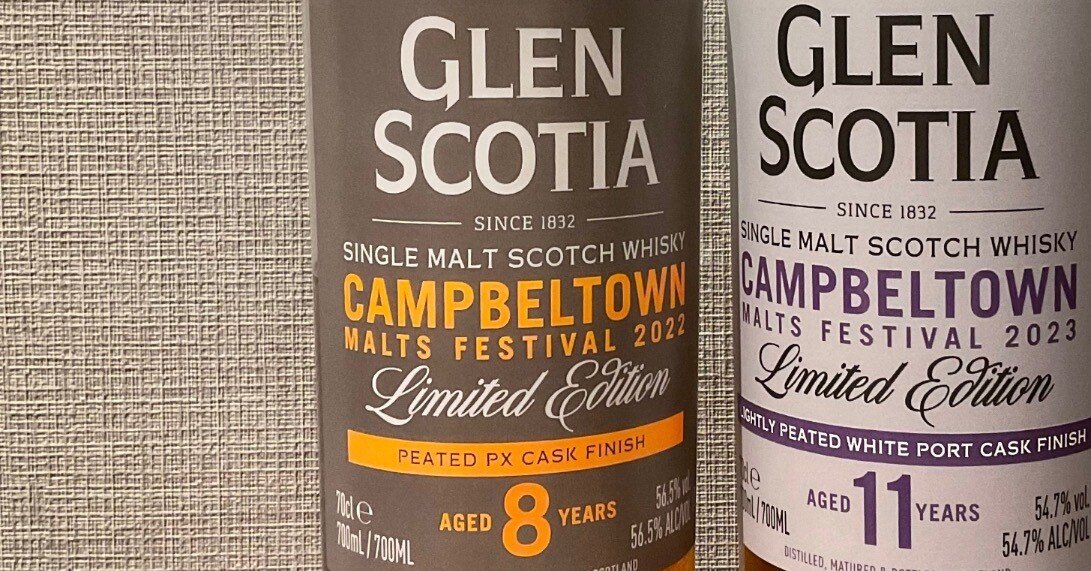 GLEN
SCOTIA
SINCE 1832
SINGLE MALT SCOTCH WHISKY
CAMPBELTOWN
MALTS FESTIVAL 2022
Limited Edition
PEATED PX CASK FINISH
70cl e
700mL / 700ML
AGED 8 YEARS
56.5% vol
56.5% ALC/VOL
GLEN
SCOTIA
SINCE 1832
SINGLE MALT SCOTCH WHISKY
CAMPBELTOWN
MALTS FESTIVAL 2023
Limited Edition
PEATED WHITE PORT CASK FINISH
e
/ 700ML
AGED 11 YEARS
54.7% vol
54.7% ALC/VOL
DISTILLED, MATURED